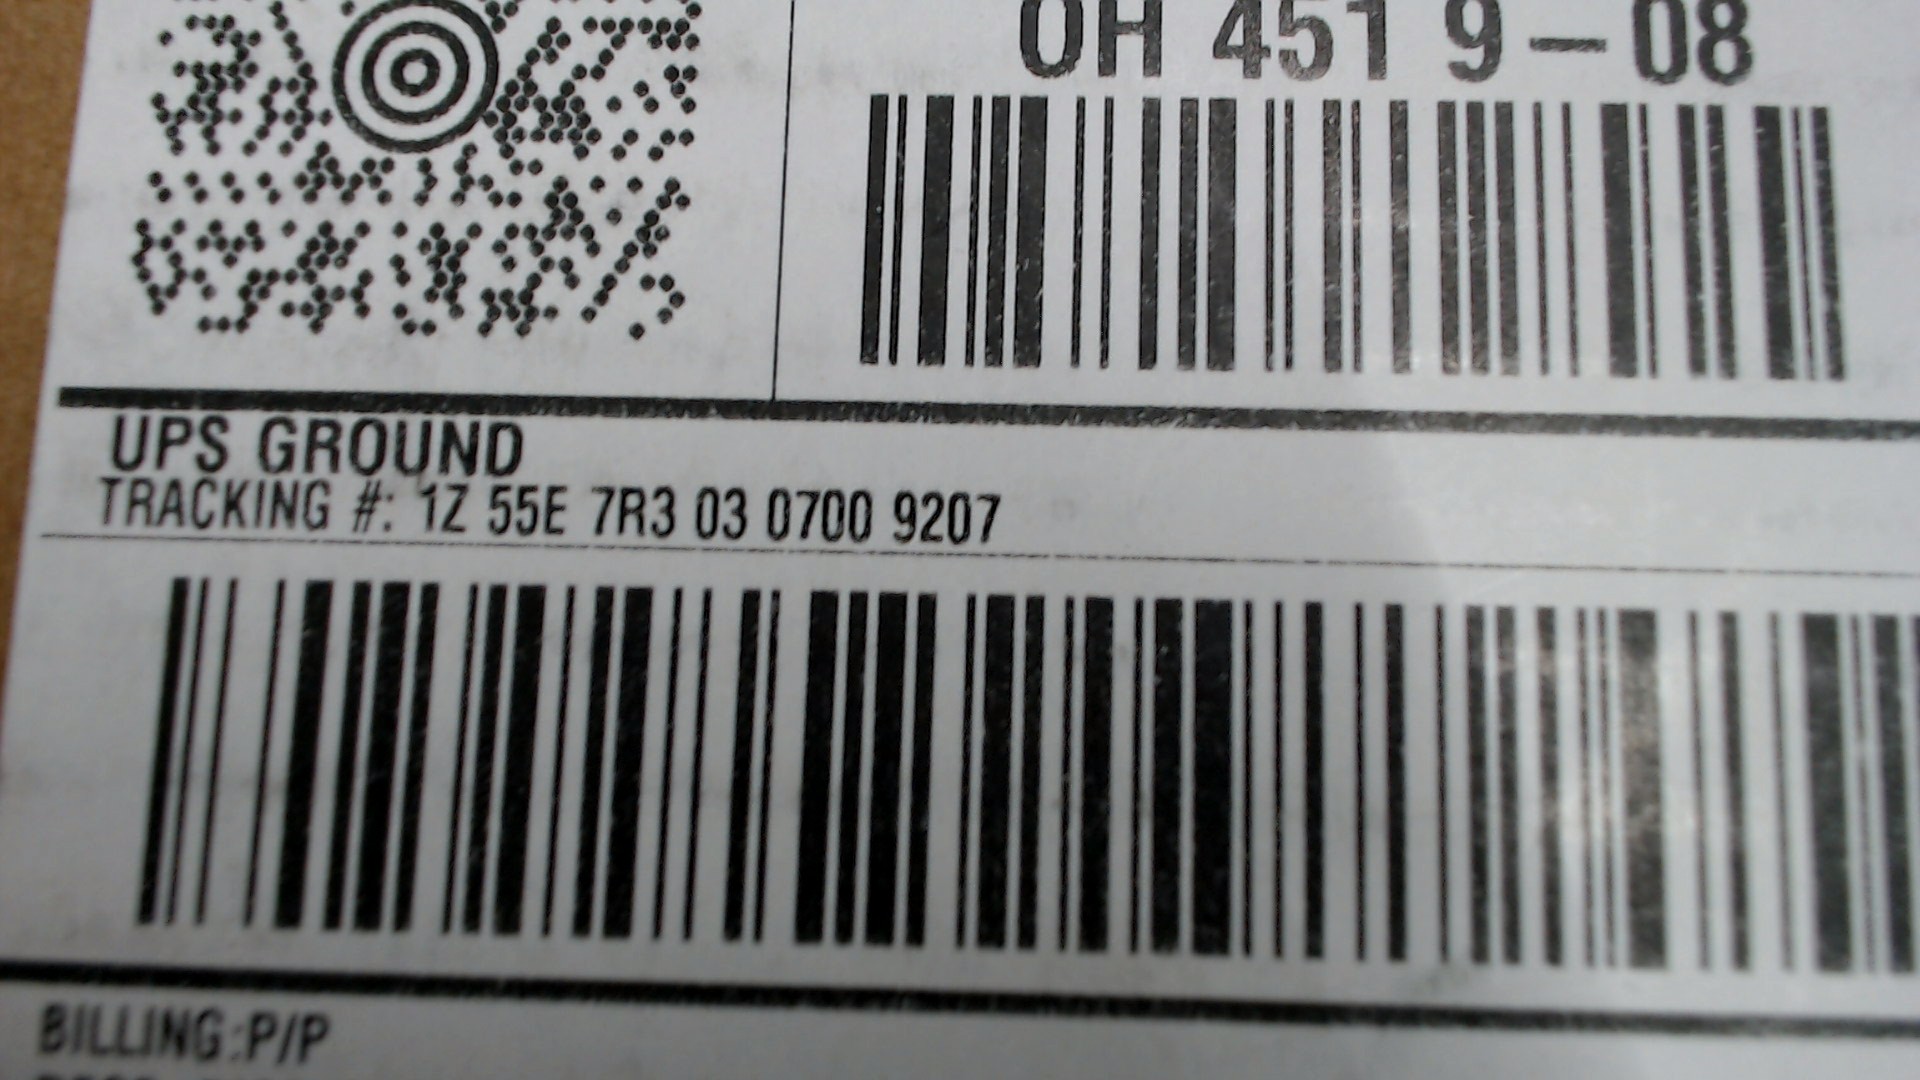 OH 451 9-08
UPS GROUND
TRACKING #: 1Z 55E 7R3 03 0700 9207
BILLING:P/P